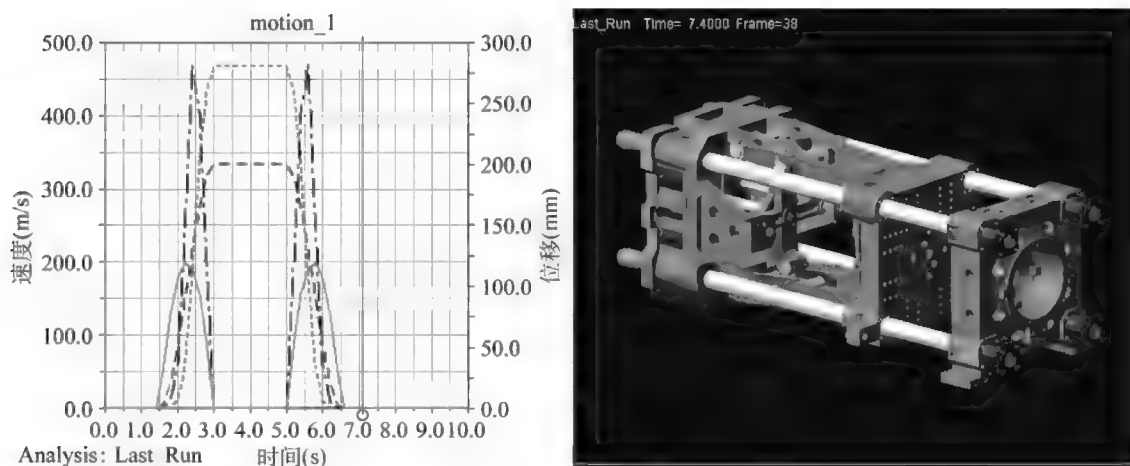 motion_1
500.0
400.0
300.0
200.0
100.0
0.0
速度(m/s)
300.0
250.0
200.0
150.0
100.0
50.0
0.0
位移(mm)
0.0 1.0 2.0 3.0 4.0 5.0 6.0 7.0 8.0 9.0 10.0
Analysis: Last Run 时间(s)
Last_Run Time= 7.4000 Frame=38